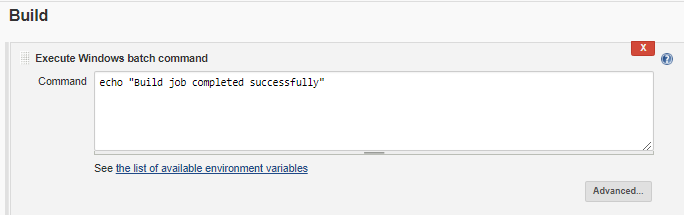 Build
X
Execute Windows batch command
?
Command
echo "Build job completed successfully"
See the list of available environment variables
Advanced...